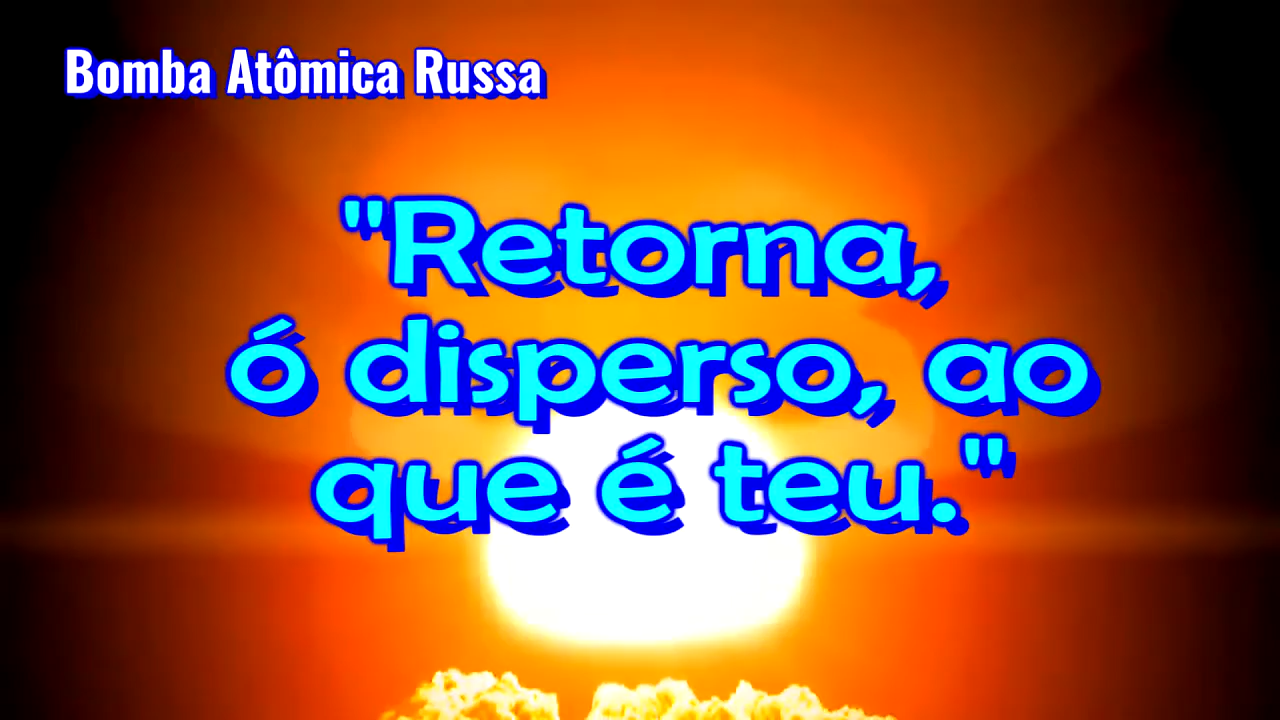 Bomba Atômica Russa
"Retorna,
ó disperso, ao
que é teu."